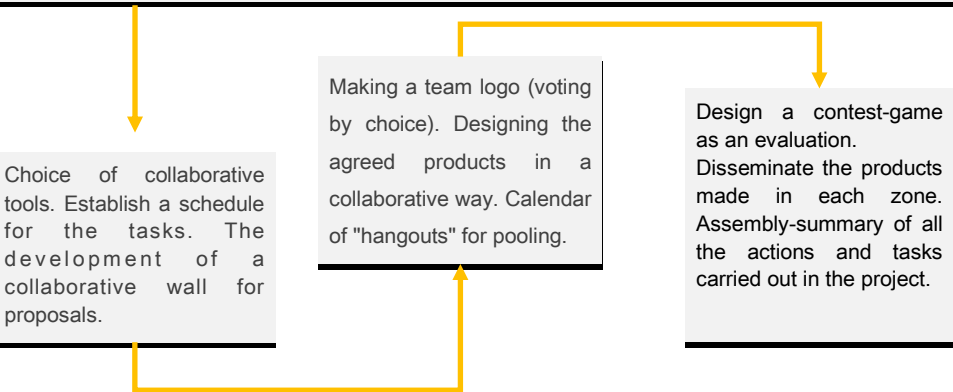 Choice of collaborative
tools. Establish a schedule
for the tasks. The
development of a
collaborative wall for
proposals.
Making a team logo (voting
by choice). Designing the
agreed products in a
collaborative way. Calendar
of "hangouts" for pooling.
Design a contest-game
as an evaluation.
Disseminate the products
made in each zone.
Assembly-summary of all
the actions and tasks
carried out in the project.